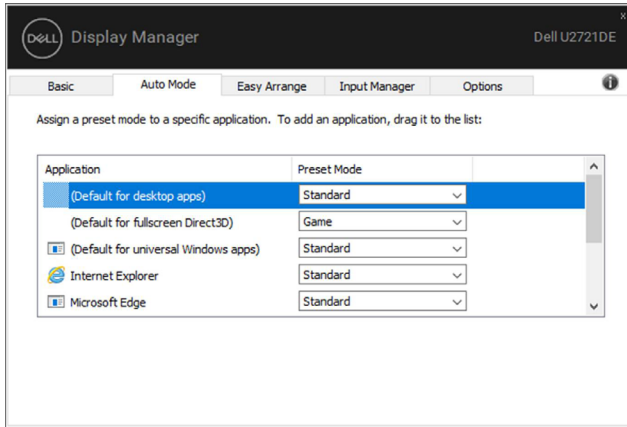 x
DELL Display Manager Dell U2721DE
Basic Auto Mode Easy Arrange Input Manager Options i
Assign a preset mode to a specific application. To add an application, drag it to the list:
Application Preset Mode
(Default for desktop apps) Standard
(Default for fullscreen Direct3D) Game
(Default for universal Windows apps) Standard
Internet Explorer Standard
Microsoft Edge Standard